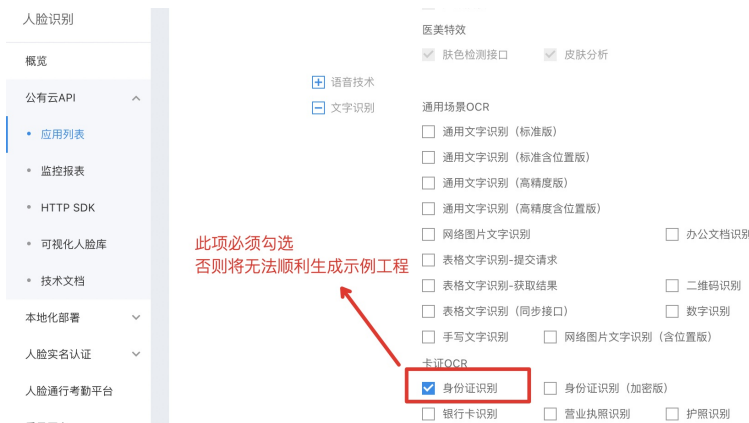 人脸识别
概览
公有云API
应用列表
监控报表
HTTP SDK
可视化人脸库
技术文档
本地化部署
人脸实名认证
人脸通行考勤平台
语音技术
文字识别
医美特效
肤色检测接口 皮肤分析
通用场景OCR
通用文字识别（标准版）
通用文字识别（标准含位置版）
通用文字识别（高精度版）
通用文字识别（高精度含位置版）
网络图片文字识别 办公文档识别
表格文字识别-提交请求
表格文字识别-获取结果 二维码识别
表格文字识别（同步接口） 数字识别
手写文字识别 网络图片文字识别（含位置版）
卡证OCR
身份证识别 身份证识别（加密版）
银行卡识别 营业执照识别 护照识别
此项必须勾选
否则将无法顺利生成示例工程